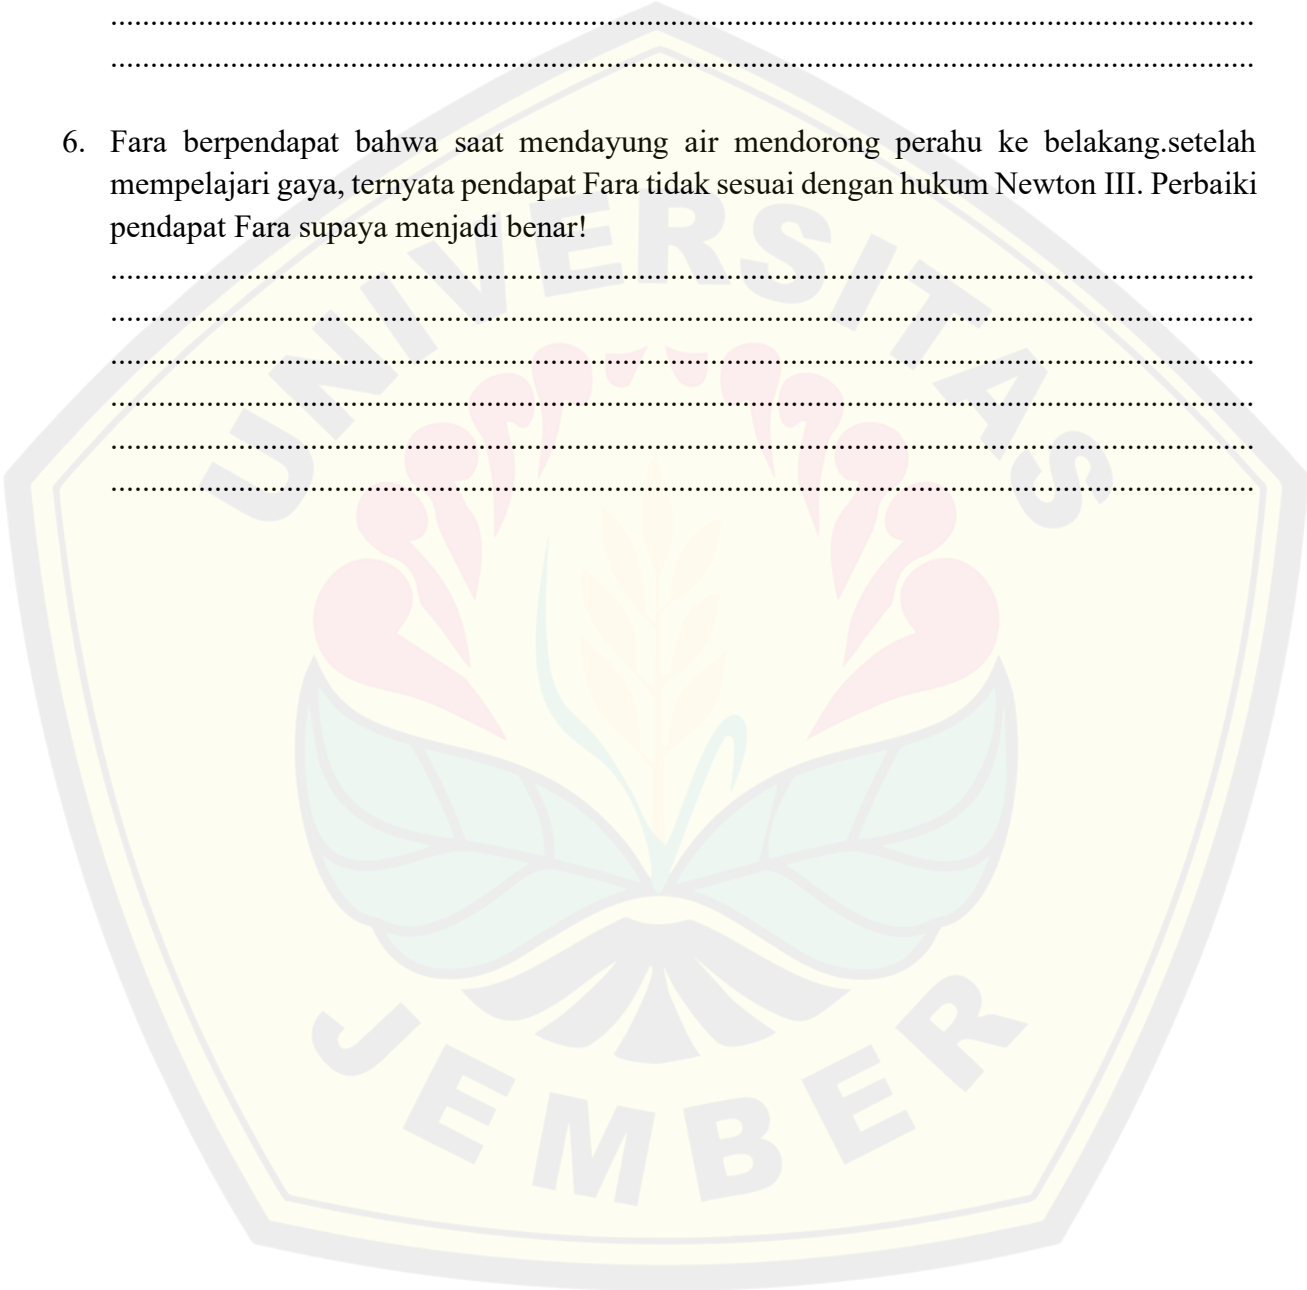 ................................................................................................................................................
................................................................................................................................................
6. Fara berpendapat bahwa saat mendayung air mendorong perahu ke belakang.setelah
mempelajari gaya, ternyata pendapat Fara tidak sesuai dengan hukum Newton III. Perbaiki
pendapat Fara supaya menjadi benar!
................................................................................................................................................
................................................................................................................................................
................................................................................................................................................
................................................................................................................................................
................................................................................................................................................
................................................................................................................................................
UNIVERSITAS
JEMBER